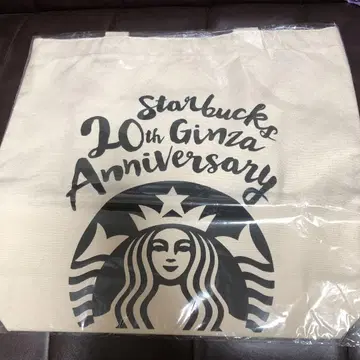 Starbucks
20th Ginza
Anniversary